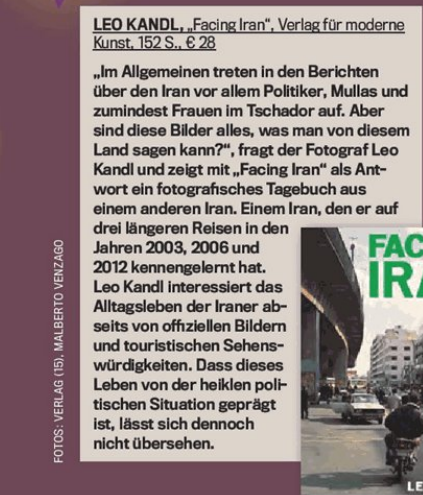 LEO KANDL, „Facing Iran“, Verlag für moderne
Kunst, 152 S., € 28
„Im Allgemeinen treten in den Berichten
über den Iran vor allem Politiker, Mullas und
zumindest Frauen im Tschador auf. Aber
sind diese Bilder alles, was man von diesem
Land sagen kann?“, fragt der Fotograf Leo
Kandl und zeigt mit „Facing Iran“ als Ant-
wort ein fotografisches Tagebuch aus
einem anderen Iran. Einem Iran, den er auf
drei längeren Reisen in den
Jahren 2003, 2006 und
2012 kennengelernt hat.
Leo Kandl interessiert das
Alltagsleben der Iraner ab-
seits von offiziellen Bildern
und touristischen Sehens-
würdigkeiten. Dass dieses
Leben von der heiklen poli-
tischen Situation geprägt
ist, lässt sich dennoch
nicht übersehen.
FOTOS: VERLAG (15), MALBERTO VENZAGO
FAC
IRA
LE